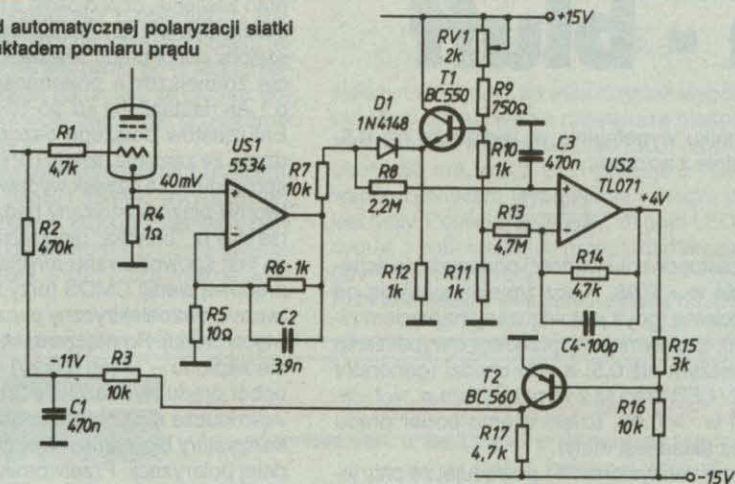 d automatycznej polaryzacji siatki
układem pomiaru prądu
+15V
RV1
2k
T1
BC550
R9
750Ω
D1
1N4148
R1
4,7k
US1
5534
R7
10k
R10
1k
C3
470n
US2
TL071
40mV
R8
2,2M
+4V
R4
1Ω
R13
4,7M
R2
470k
R6-1k
R12
1k
R11
1k
R14
4,7k
R5
10Ω
C2
3,9n
C4-100p
R15
3k
-11V
R3
10k
T2
BC560
R16
10k
C1
470n
R17
4,7k
-15V